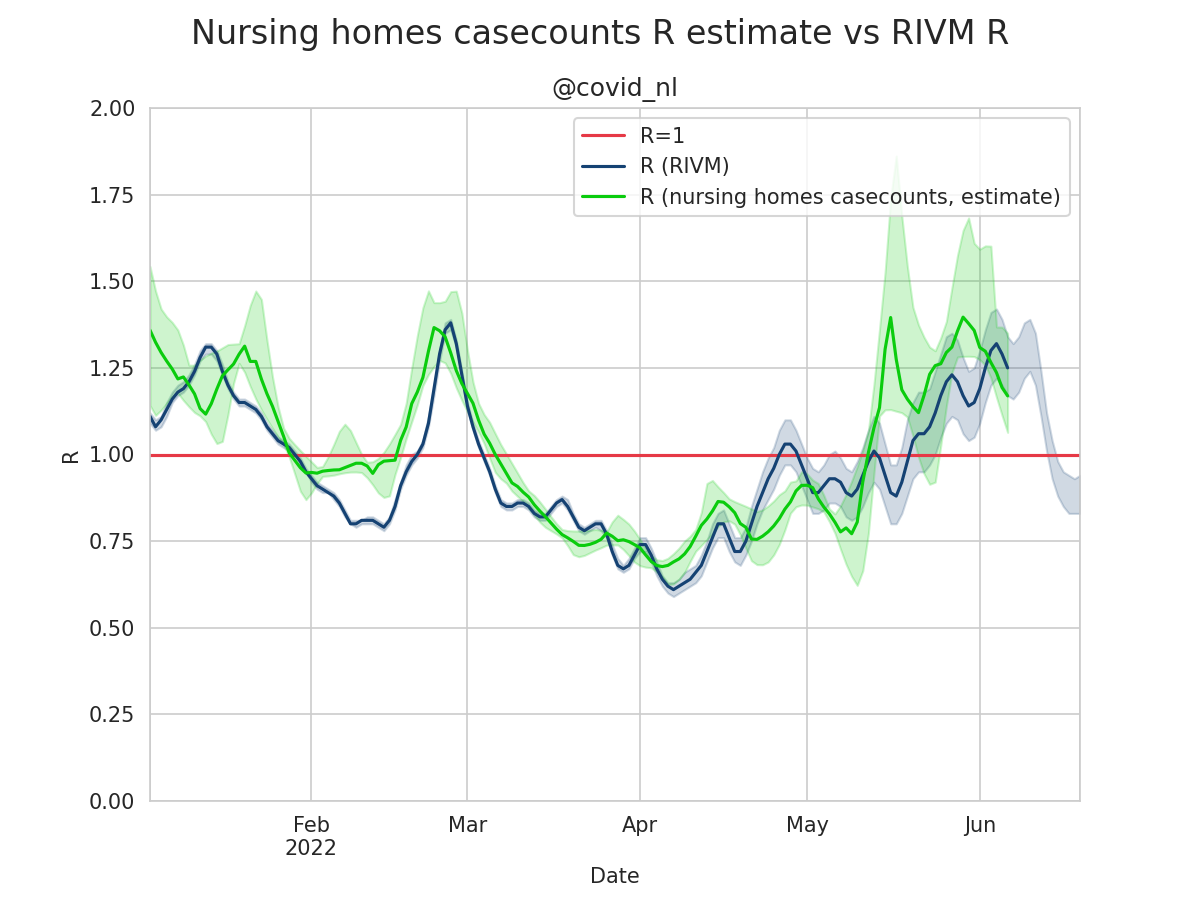 Nursing homes casecounts R estimate vs RIVM R
@covid_nl
R=1
R (RIVM)
R (nursing homes casecounts, estimate)
2.00
1.75
1.50
1.25
1.00
0.75
0.50
0.25
0.00
R
Feb Mar Apr May Jun
2022
Date